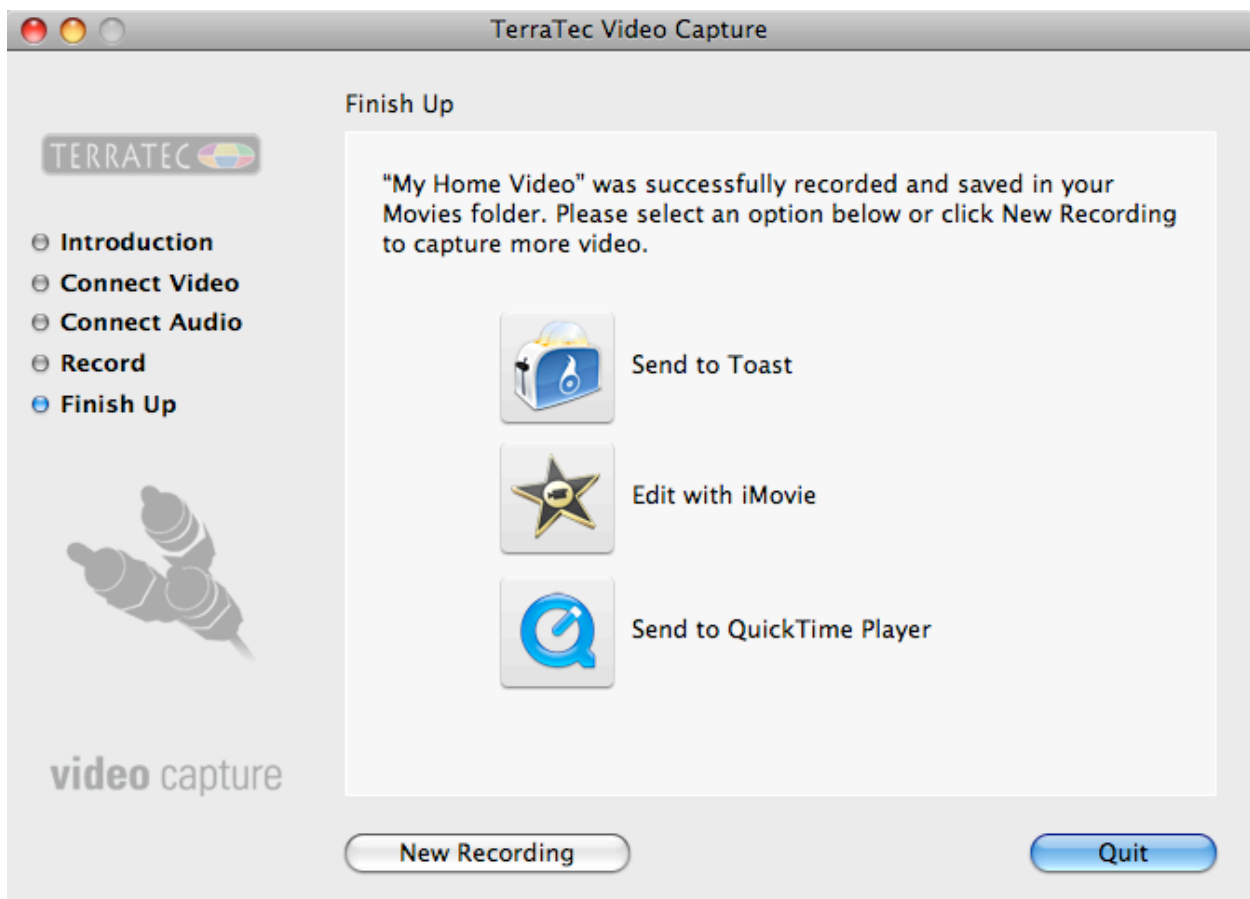 TerraTec Video Capture
Finish Up
TERRATEC
Introduction
Connect Video
Connect Audio
Record
Finish Up
video capture
“My Home Video” was successfully recorded and saved in your
Movies folder. Please select an option below or click New Recording
to capture more video.
Send to Toast
Edit with iMovie
Send to QuickTime Player
New Recording
Quit